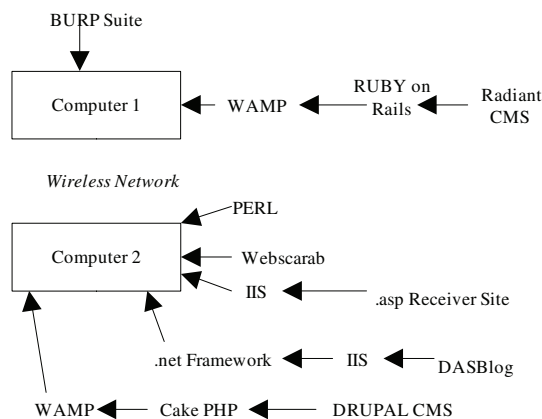 BURP Suite
Computer 1
WAMP
RUBY on
Rails
Radiant
CMS
Wireless Network
PERL
Computer 2
Webscarab
IIS
.asp Receiver Site
.net Framework
IIS
DASBlog
WAMP
Cake PHP
DRUPAL CMS